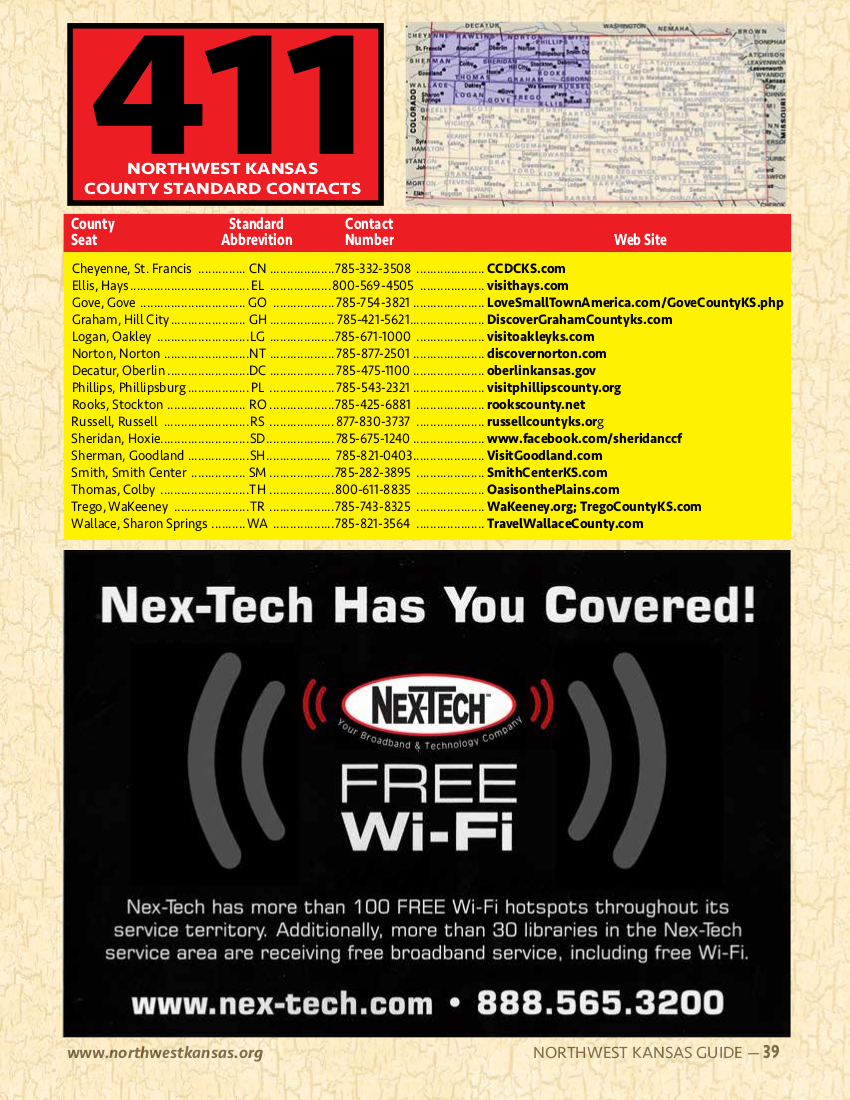 411
NORTHWEST KANSAS
COUNTY STANDARD CONTACTS
DECATUR
WASHINGTON
NEMAHA
BROWN
COLORADO
MISSOURI
County Seat
Standard Abbrevition
Contact Number
Web Site
Cheyenne, St. Francis .............. CN ...................785-332-3508 .................... CCDCKS.com
Ellis, Hays................................... EL ..................800-569-4505 .................... visithays.com
Gove, Gove ................................ GO ....................785-754-3821 ..................... LoveSmallTownAmerica.com/GoveCountyKS.php
Graham, Hill City...................... GH ....................785-421-5621...................... DiscoverGrahamCountyks.com
Logan, Oakley ...........................LG ....................785-671-1000 .................... visitoakleyks.com
Norton, Norton .........................NT ....................785-877-2501 ..................... discovernorton.com
Decatur, Oberlin ........................DC ....................785-475-1100 .................... oberlinkansas.gov
Phillips, Phillipsburg .................. PL ....................785-543-2321 ..................... visitphillipscounty.org
Rooks, Stockton ........................ RO ....................785-425-6881 .................... rookscounty.net
Russell, Russell .......................... RS .................. 877-830-3737 .................... russellcountyks.org
Sheridan, Hoxie.......................... SD....................785-675-1240 ..................... www.facebook.com/sheridanccf
Sherman, Goodland .................. SH.................... 785-821-0403..................... VisitGoodland.com
Smith, Smith Center ................ SM ....................785-282-3895 .................... SmithCenterKS.com
Thomas, Colby ..........................TH ....................800-611-8835 .................... OasisonthePlains.com
Trego, WaKeeney ...................... TR ....................785-743-8325 .................... WaKeeney.org; TregoCountyKS.com
Wallace, Sharon Springs .......... WA ..................785-821-3564 .................... TravelWallaceCounty.com
Nex-Tech Has You Covered!
NEX-TECH™
Your Broadband & Technology Company
FREE
Wi-Fi
Nex-Tech has more than 100 FREE Wi-Fi hotspots throughout its
service territory. Additionally, more than 30 libraries in the Nex-Tech
service area are receiving free broadband service, including free Wi-Fi.
www.nex-tech.com • 888.565.3200
www.northwestkansas.org
NORTHWEST KANSAS GUIDE — 39